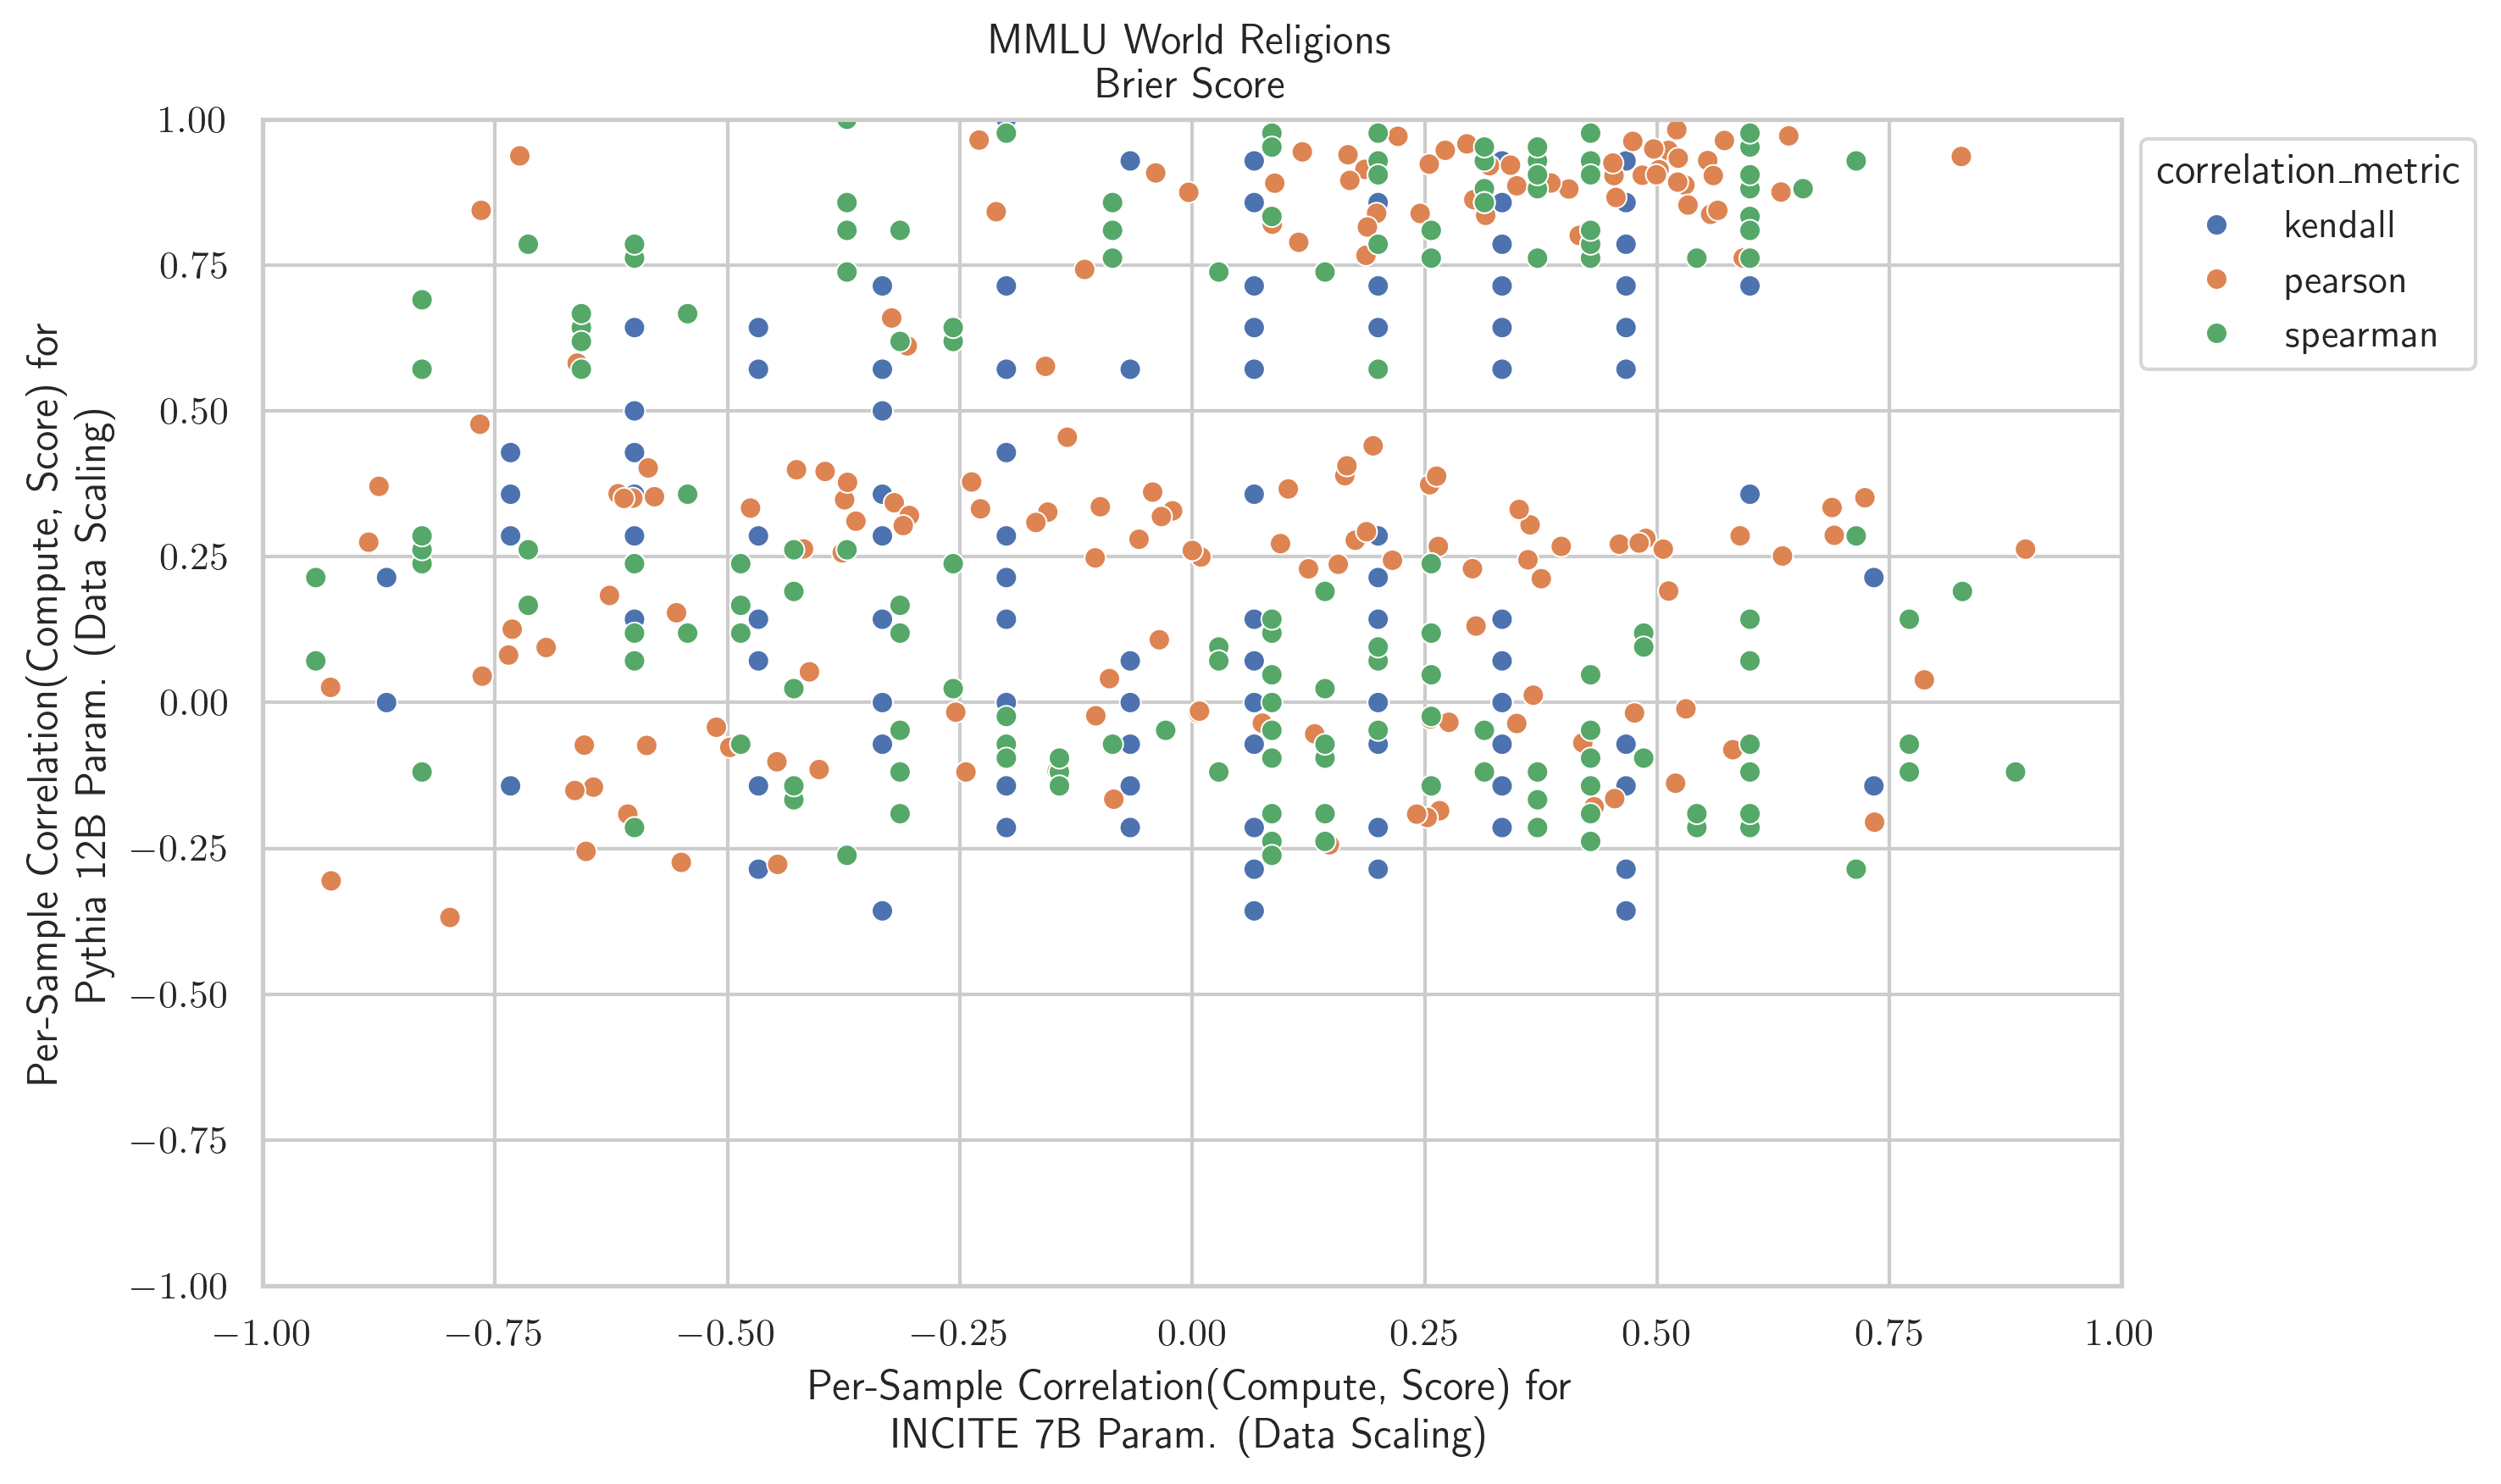 MMLU World Religions
Brier Score
Per-Sample Correlation(Compute, Score) for
Pythia 12B Param. (Data Scaling)
1.00
0.75
0.50
0.25
0.00
−0.25
−0.50
−0.75
−1.00
−1.00
−0.75
−0.50
−0.25
0.00
0.25
0.50
0.75
1.00
Per-Sample Correlation(Compute, Score) for
INCITE 7B Param. (Data Scaling)
correlation_metric
kendall
pearson
spearman